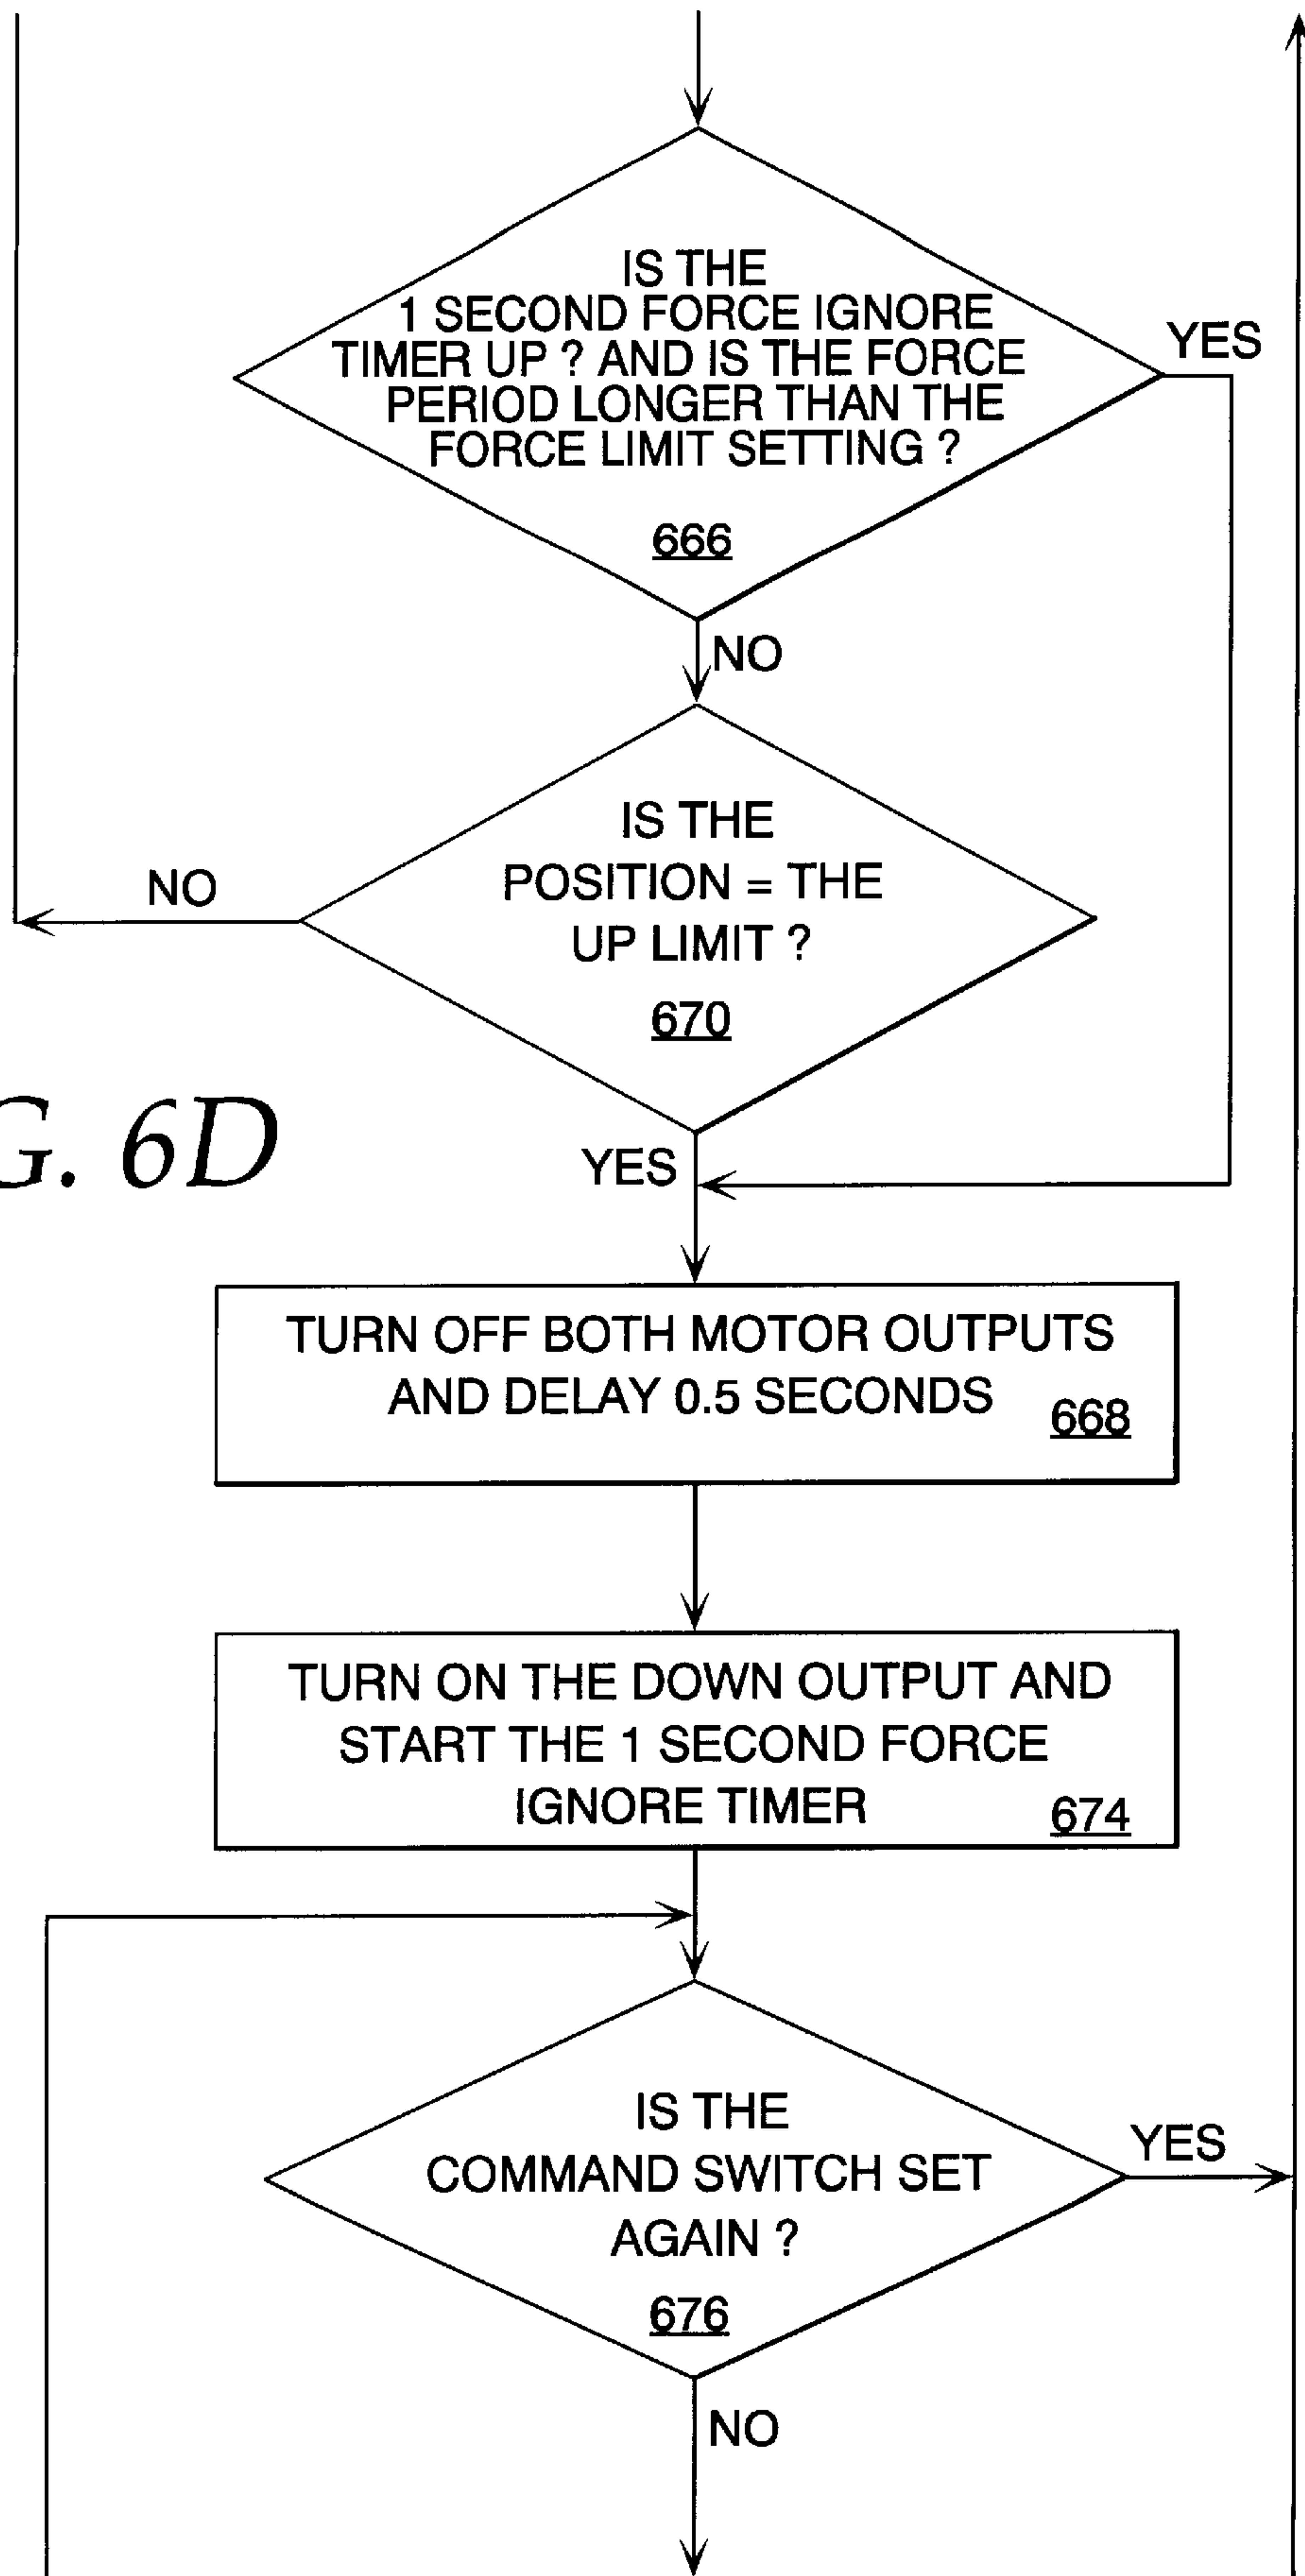 IS THE
1 SECOND FORCE IGNORE
TIMER UP ? AND IS THE FORCE
PERIOD LONGER THAN THE
FORCE LIMIT SETTING ?
666
YES
NO
IS THE
POSITION = THE
UP LIMIT ?
670
NO
YES
G. 6D
TURN OFF BOTH MOTOR OUTPUTS
AND DELAY 0.5 SECONDS
668
TURN ON THE DOWN OUTPUT AND
START THE 1 SECOND FORCE
IGNORE TIMER
674
IS THE
COMMAND SWITCH SET
AGAIN ?
676
YES
NO